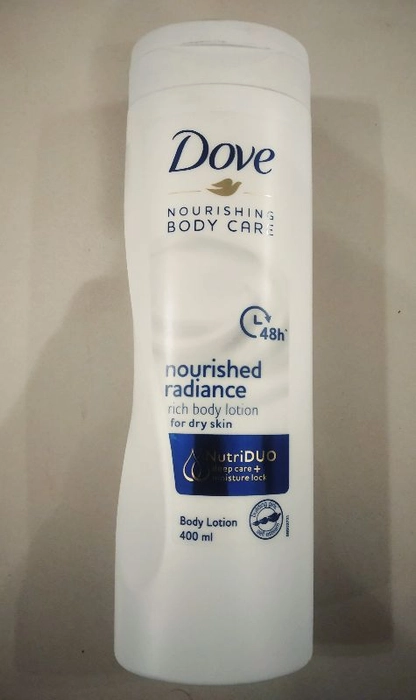 Dove
NOURISHING
BODY CARE
48h*
nourished
radiance
rich body lotion
for dry skin
NutriDUO
deep care +
moisture lock
Body Lotion
400 ml